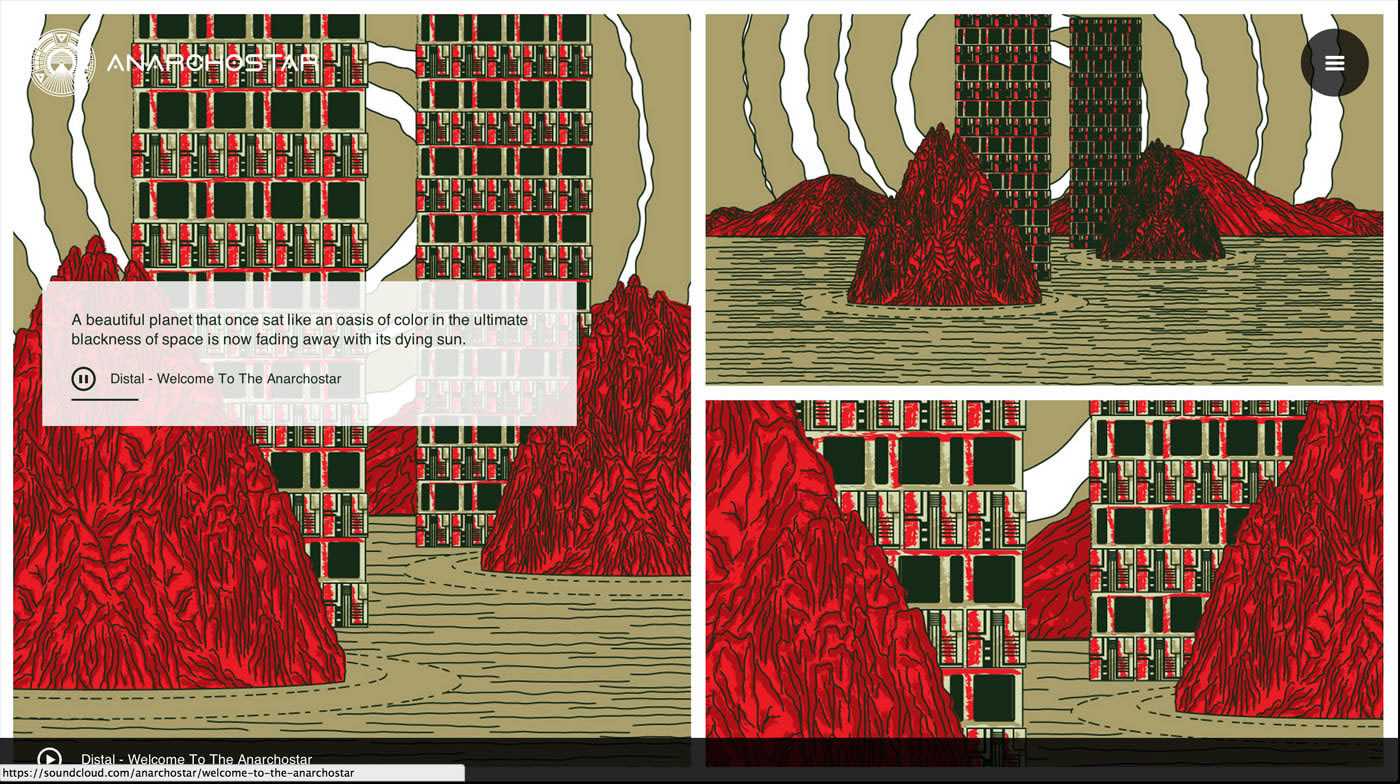 ANARCHOSTAR
A beautiful planet that once sat like an oasis of color in the ultimate
blackness of space is now fading away with its dying sun.
Distal - Welcome To The Anarchostar
Distal - Welcome To The Anarchostar
https://soundcloud.com/anarchostar/welcome-to-the-anarchostar